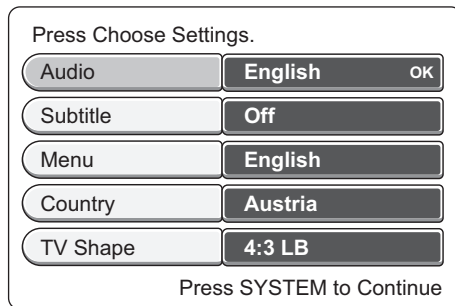 Press Choose Settings.
Audio English OK
Subtitle Off
Menu English
Country Austria
TV Shape 4:3 LB
Press SYSTEM to Continue